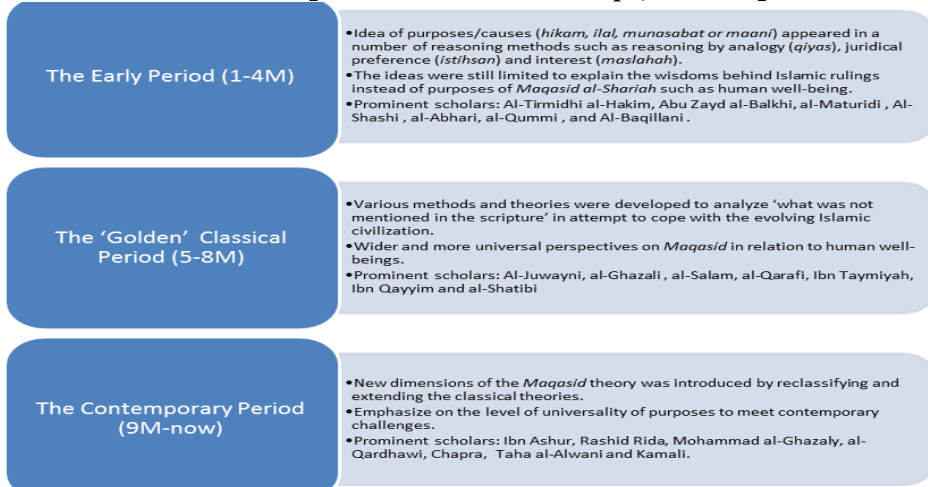 The Early Period (1-4M)
•Idea of purposes/causes (hikam, ilal, munasabat or maani) appeared in a
number of reasoning methods such as reasoning by analogy (qiyas), juridical
preference (istihsan) and interest (maslahah).
•The ideas were still limited to explain the wisdoms behind Islamic rulings
instead of purposes of Maqasid al-Shariah such as human well-being.
•Prominent scholars: Al-Tirmidhi al-Hakim, Abu Zayd al-Balkhi, al-Maturidi , Al-
Shashi , al-Abhari, al-Qummi , and Al-Baqillani .
The ‘Golden’ Classical
Period (5-8M)
•Various methods and theories were developed to analyze ‘what was not
mentioned in the scripture’ in attempt to cope with the evolving Islamic
civilization.
•Wider and more universal perspectives on Maqasid in relation to human well-
beings.
•Prominent scholars: Al-Juwayni, al-Ghazali , al-Salam, al-Qarafi, Ibn Taymiyah,
Ibn Qayyim and al-Shatibi
The Contemporary Period
(9M-now)
•New dimensions of the Maqasid theory was introduced by reclassifying and
extending the classical theories.
•Emphasize on the level of universality of purposes to meet contemporary
challenges.
•Prominent scholars: Ibn Ashur, Rashid Rida, Mohammad al-Ghazaly, al-
Qardhawi, Chapra, Taha al-Alwani and Kamali.